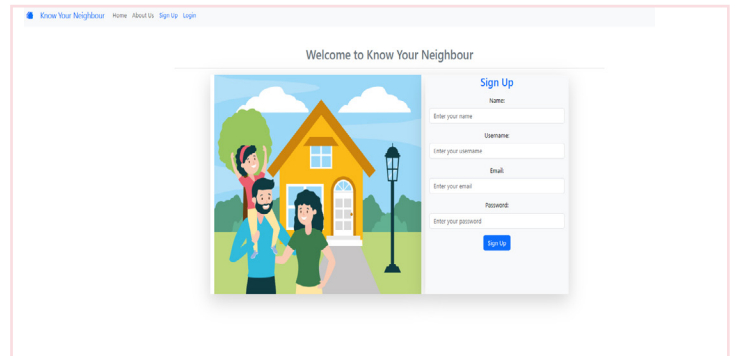 Know Your Neighbour Home About Us Sign Up Login
Welcome to Know Your Neighbour
Sign Up
Name:
Enter your name
Username:
Enter your username
Email:
Enter your email
Password:
Enter your password
Sign Up